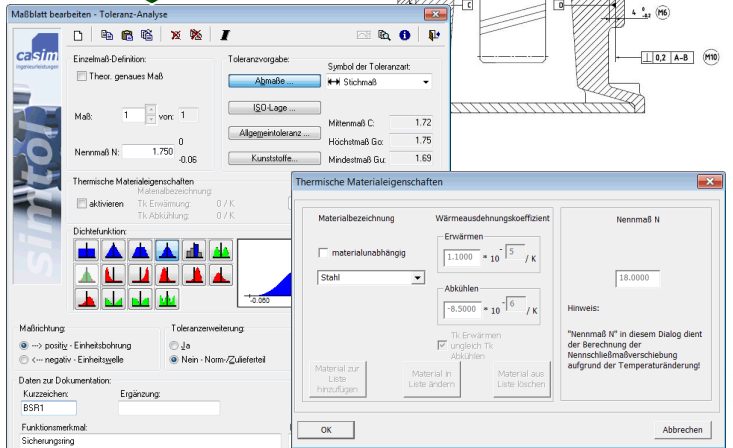 Maßblatt bearbeiten - Toleranz-Analyse
casim
ingenieurleistungen
simtol
Einzelmaß-Definition:
Theor. genaues Maß
Maß: 1 von: 1
Nennmaß N: 1.750 0 -0.06
Toleranzvorgabe:
Abmaße ...
ISO-Lage ...
Allgemeintoleranz ...
Kunststoffe...
Symbol der Toleranzart:
Stichmaß
Mittenmaß C: 1.72
Höchstmaß Go: 1.75
Mindestmaß Gu: 1.69
Thermische Materialeigenschaften
Materialbezeichnung:
aktivieren Tk Erwärmung: 0 / K
Tk Abkühlung: 0 / K
Dichtefunktion:
-0.060
Maßrichtung:
---> positiv - Einheitsbohrung
<--- negativ - Einheitswelle
Toleranzerweiterung:
Ja
Nein - Norm-/Zulieferteil
Daten zur Dokumentation:
Kurzzeichen: Ergänzung:
BSR1
Funktionsmerkmal:
Sicherungsring
C
D
4 0 -0,2 M6
⊥ 0,2 A-B M10
Thermische Materialeigenschaften
Materialbezeichnung
materialunabhängig
Stahl
Wärmeausdehnungskoeffizient
Erwärmen
1.1000 * 10 - 5 / K
Abkühlen
-8.5000 * 10 - 6 / K
Tk Erwärmen
ungleich Tk
Abkühlen
Material zur
Liste
hinzufügen
Material in
Liste ändern
Material aus
Liste löschen
Nennmaß N
18.0000
Hinweis:
"Nennmaß N" in diesem Dialog dient
der Berechnung der
Nennschließmaßverschiebung
aufgrund der Temperaturänderung!
OK
Abbrechen